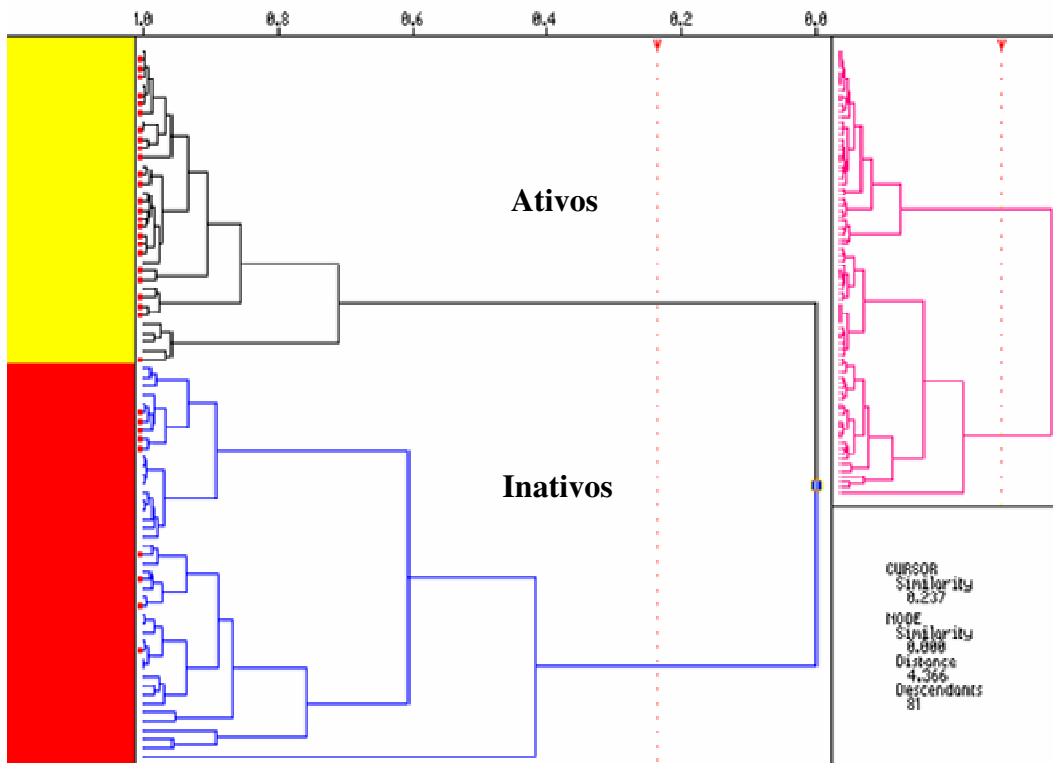 1.0 0.8 0.6 0.4 0.2 0.0
Ativos
Inativos
CURSOR
Similarity
0.237
NODE
Similarity
0.000
Distance
4.366
Descendants
81